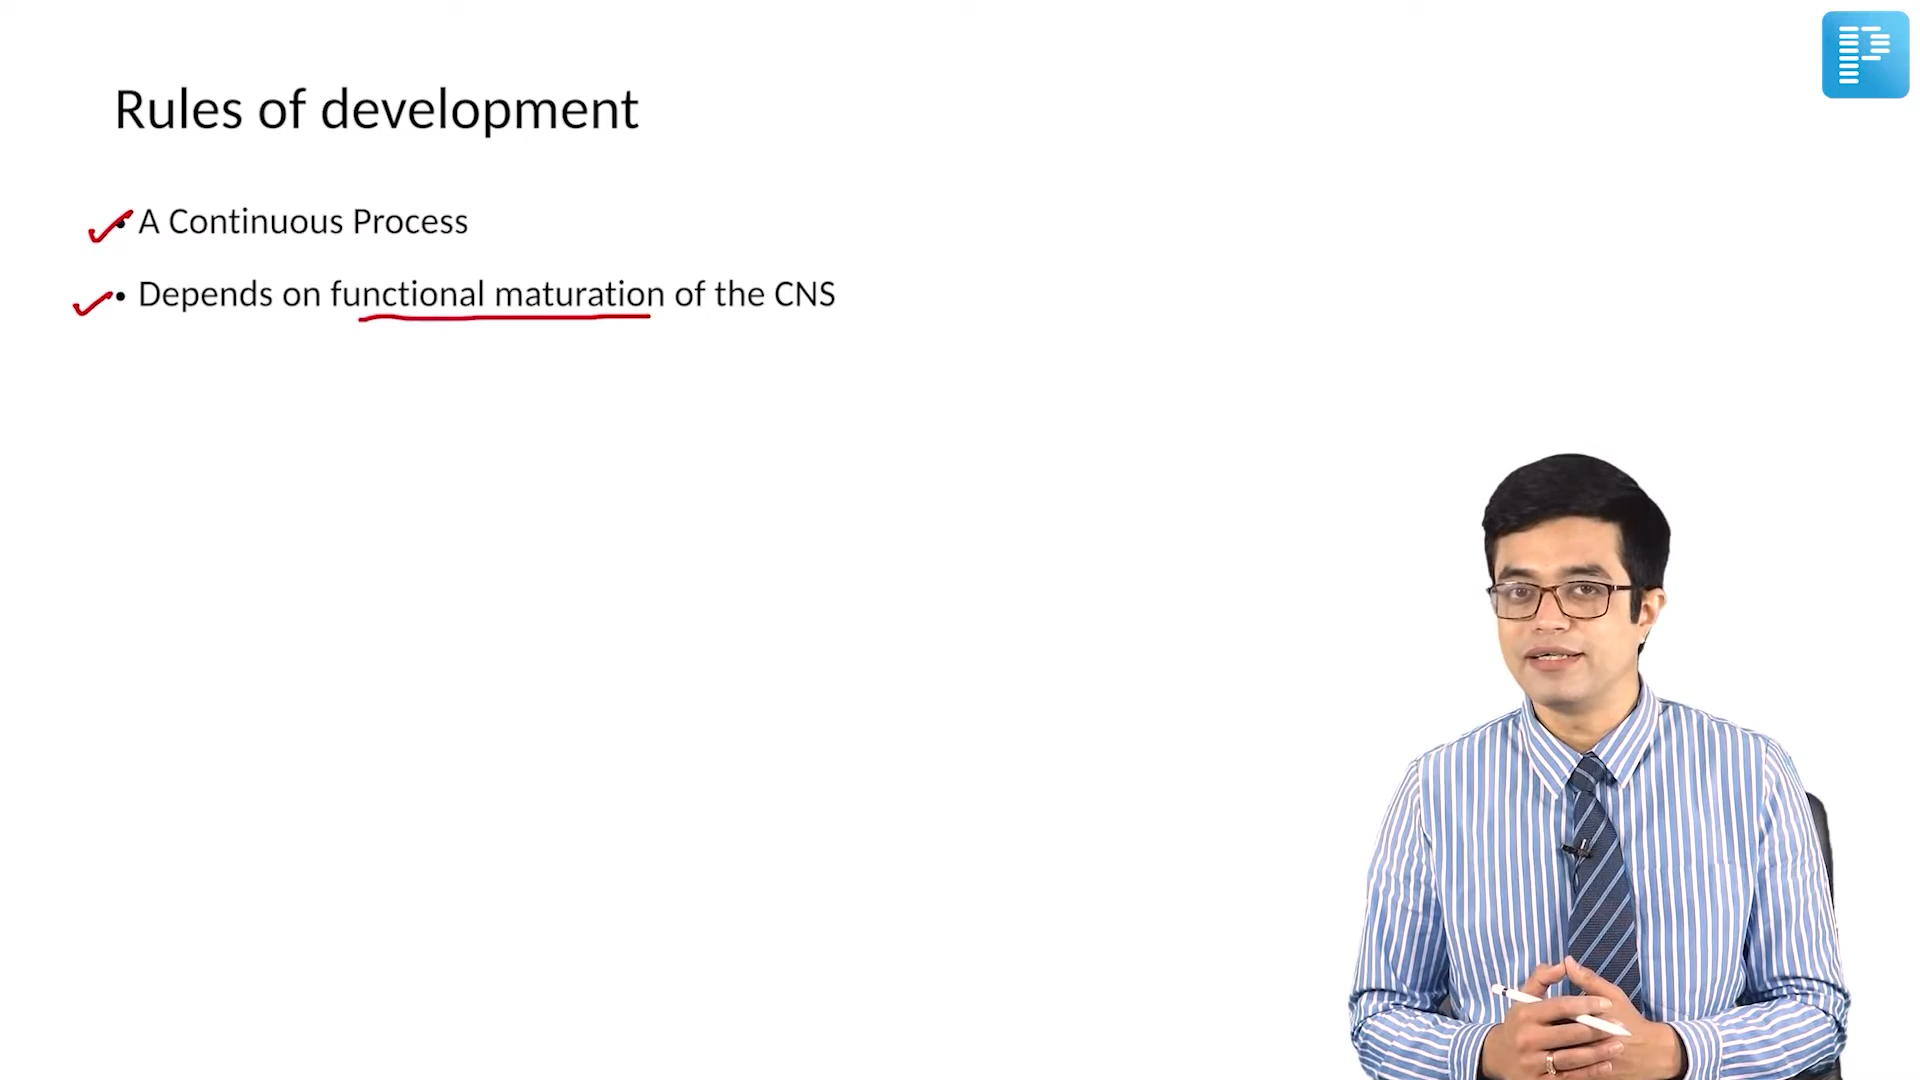 Rules of development
• A Continuous Process
• Depends on functional maturation of the CNS